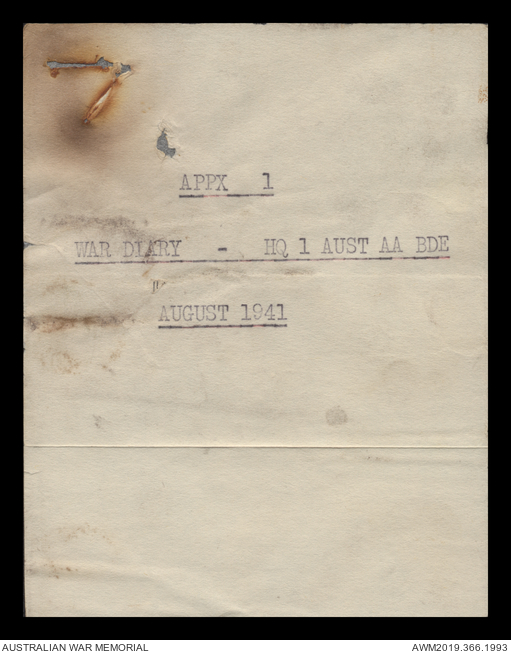 APPX 1
WAR DIARY - HQ 1 AUST AA BDE
AUGUST 1941
AUSTRALIAN WAR MEMORIAL
AWM2019.366.1993